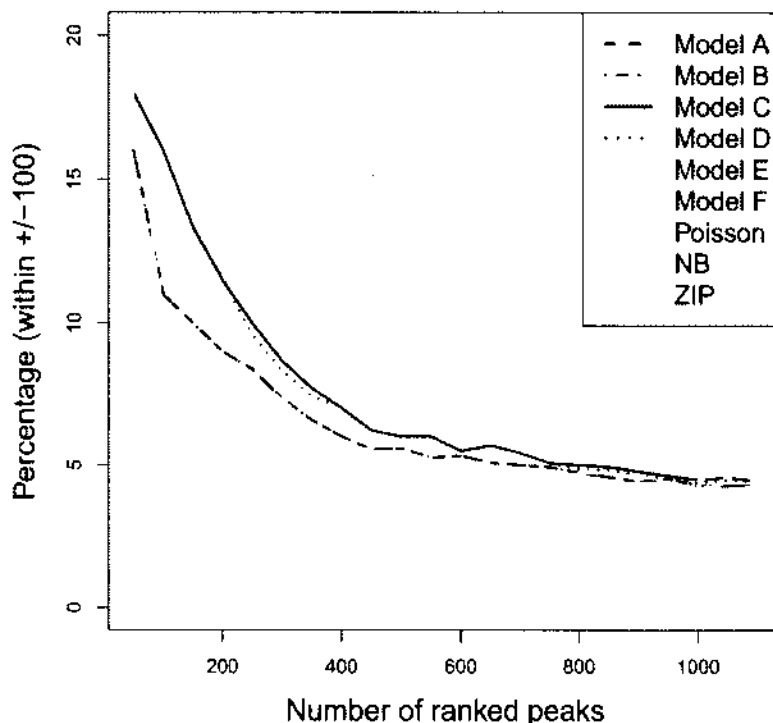 Model A
Model B
Model C
Model D
Model E
Model F
Poisson
NB
ZIP
Percentage (within +/−100)
20
15
10
5
0
200 400 600 800 1000
Number of ranked peaks